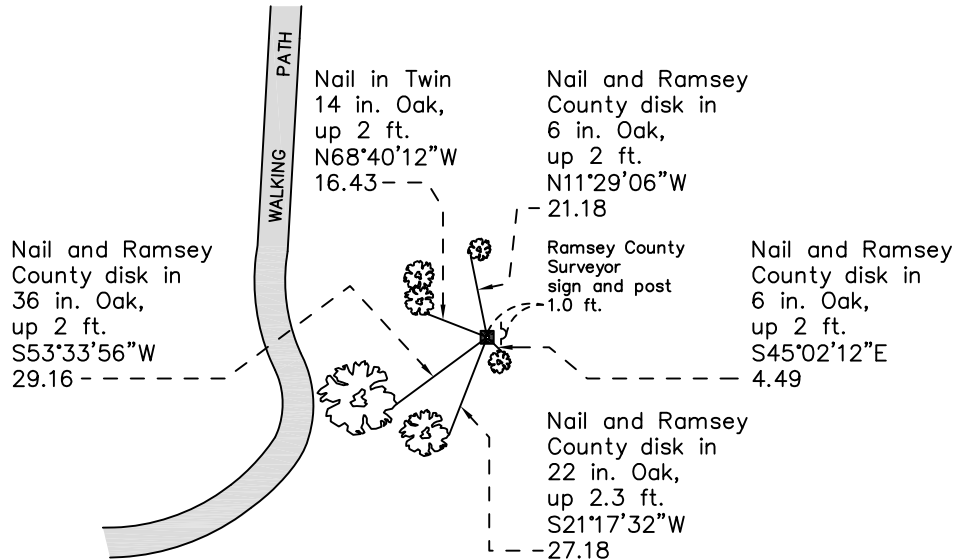 WALKING PATH
Nail in Twin
14 in. Oak,
up 2 ft.
N68°40'12"W
16.43
Nail and Ramsey
County disk in
6 in. Oak,
up 2 ft.
N11°29'06"W
21.18
Nail and Ramsey
County disk in
36 in. Oak,
up 2 ft.
S53°33'56"W
29.16
Ramsey County
Surveyor
sign and post
1.0 ft.
Nail and Ramsey
County disk in
6 in. Oak,
up 2 ft.
S45°02'12"E
4.49
Nail and Ramsey
County disk in
22 in. Oak,
up 2.3 ft.
S21°17'32"W
27.18